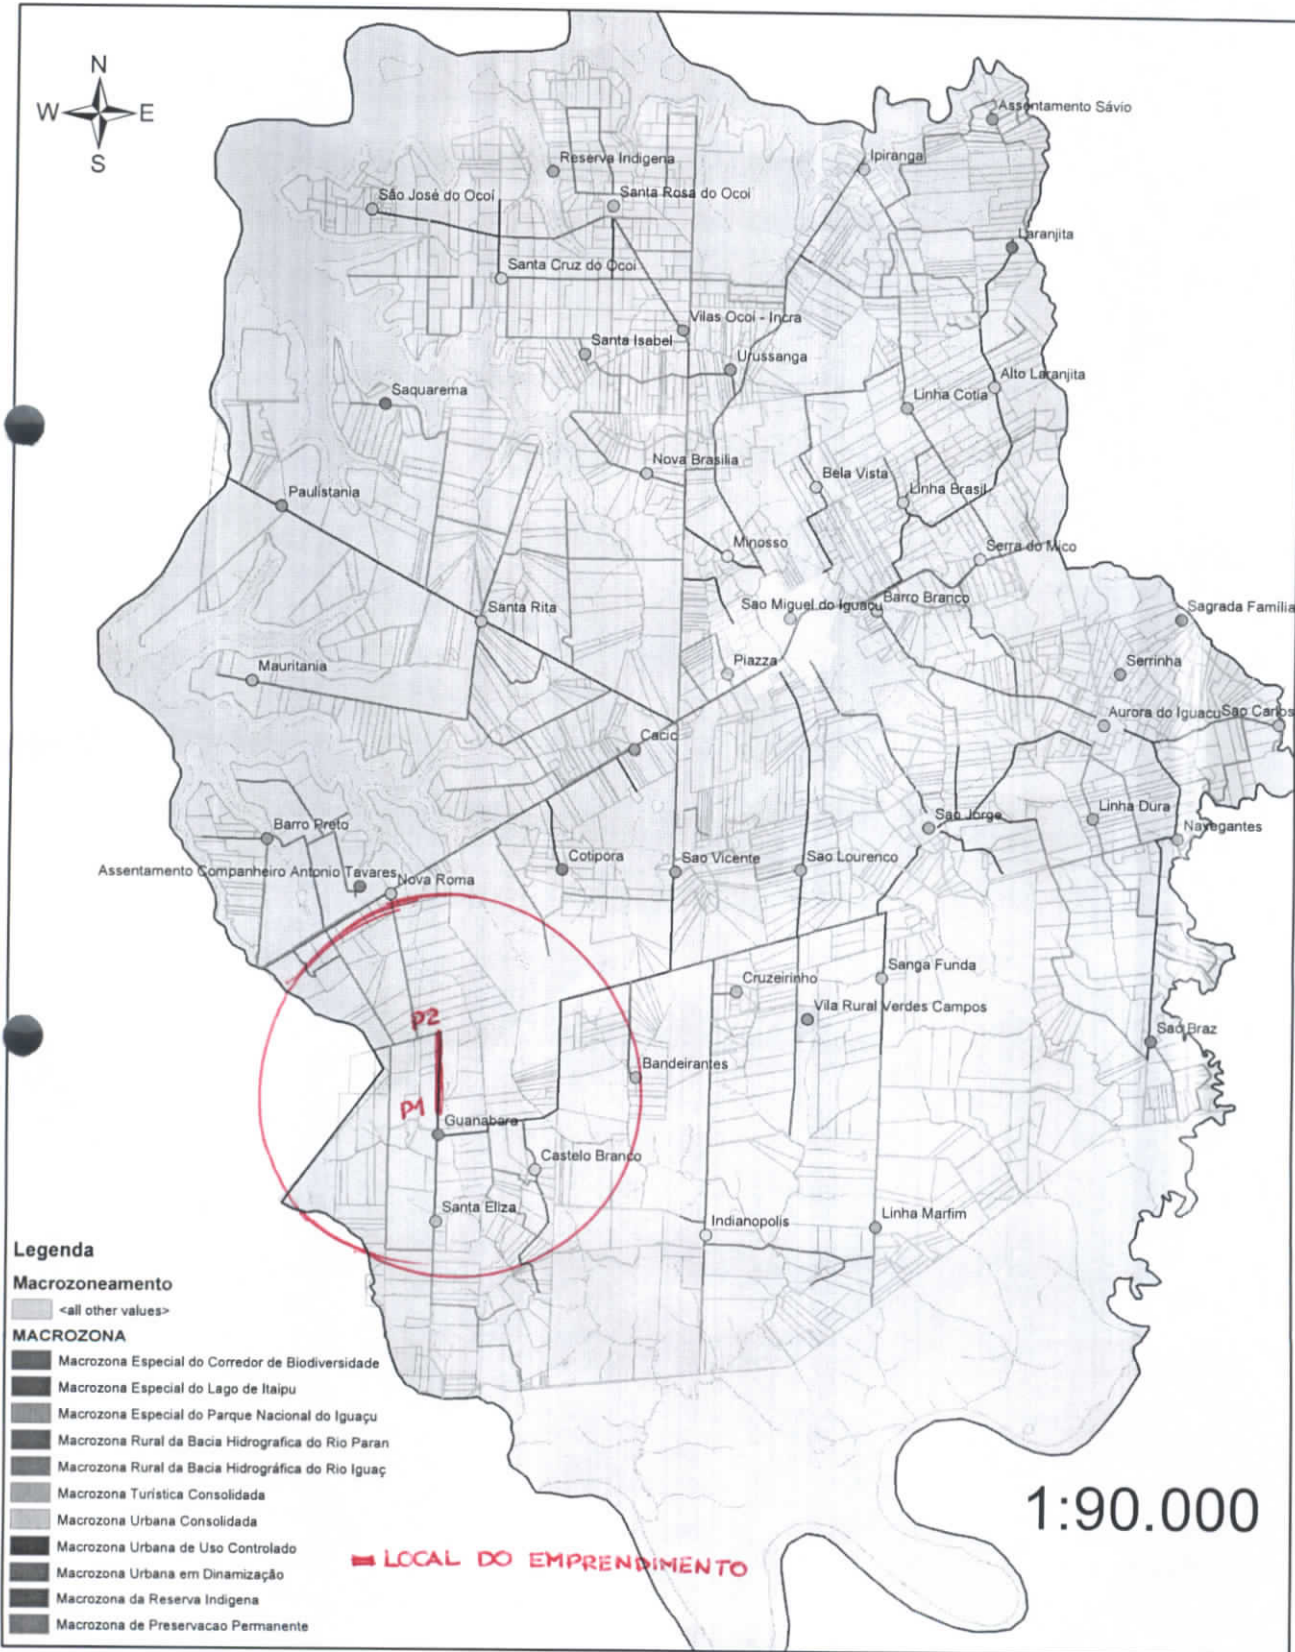 N
W E
S
Assentamento Sávio
Ipiranga
Reserva Indigena
São José do Ocoí
Santa Rosa do Ocoi
Laranjita
Santa Cruz do Ocoi
Vilas Ocoi - Incra
Santa Isabel
Urussanga
Alto Laranjita
Saquarema
Linha Cotia
Nova Brasilia
Bela Vista
Linha Brasil
Paulistania
Minosso
Serra do Mico
Santa Rita
Sao Miguel do Iguaçu
Barro Branco
Sagrada Familia
Mauritania
Piazza
Serrinha
Aurora do Iguacu
Sao Carlos
Cacic
Barro Preto
Sao Jorge
Linha Dura
Navegantes
Assentamento Companheiro Antonio Tavares
Nova Roma
Cotipora
Sao Vicente
Sao Lourenco
Cruzeirinho
Sanga Funda
Vila Rural Verdes Campos
P2
Sao Braz
Bandeirantes
P1
Guanabara
Castelo Branco
Santa Eliza
Indianopolis
Linha Marfim
Legenda
Macrozoneamento
<all other values>
MACROZONA
Macrozona Especial do Corredor de Biodiversidade
Macrozona Especial do Lago de Itaipu
Macrozona Especial do Parque Nacional do Iguaçu
Macrozona Rural da Bacia Hidrografica do Rio Paran
Macrozona Rural da Bacia Hidrográfica do Rio Iguaç
Macrozona Turística Consolidada
Macrozona Urbana Consolidada
Macrozona Urbana de Uso Controlado
Macrozona Urbana em Dinamização
Macrozona da Reserva Indigena
Macrozona de Preservacao Permanente
1:90.000
LOCAL DO EMPRENDIMENTO